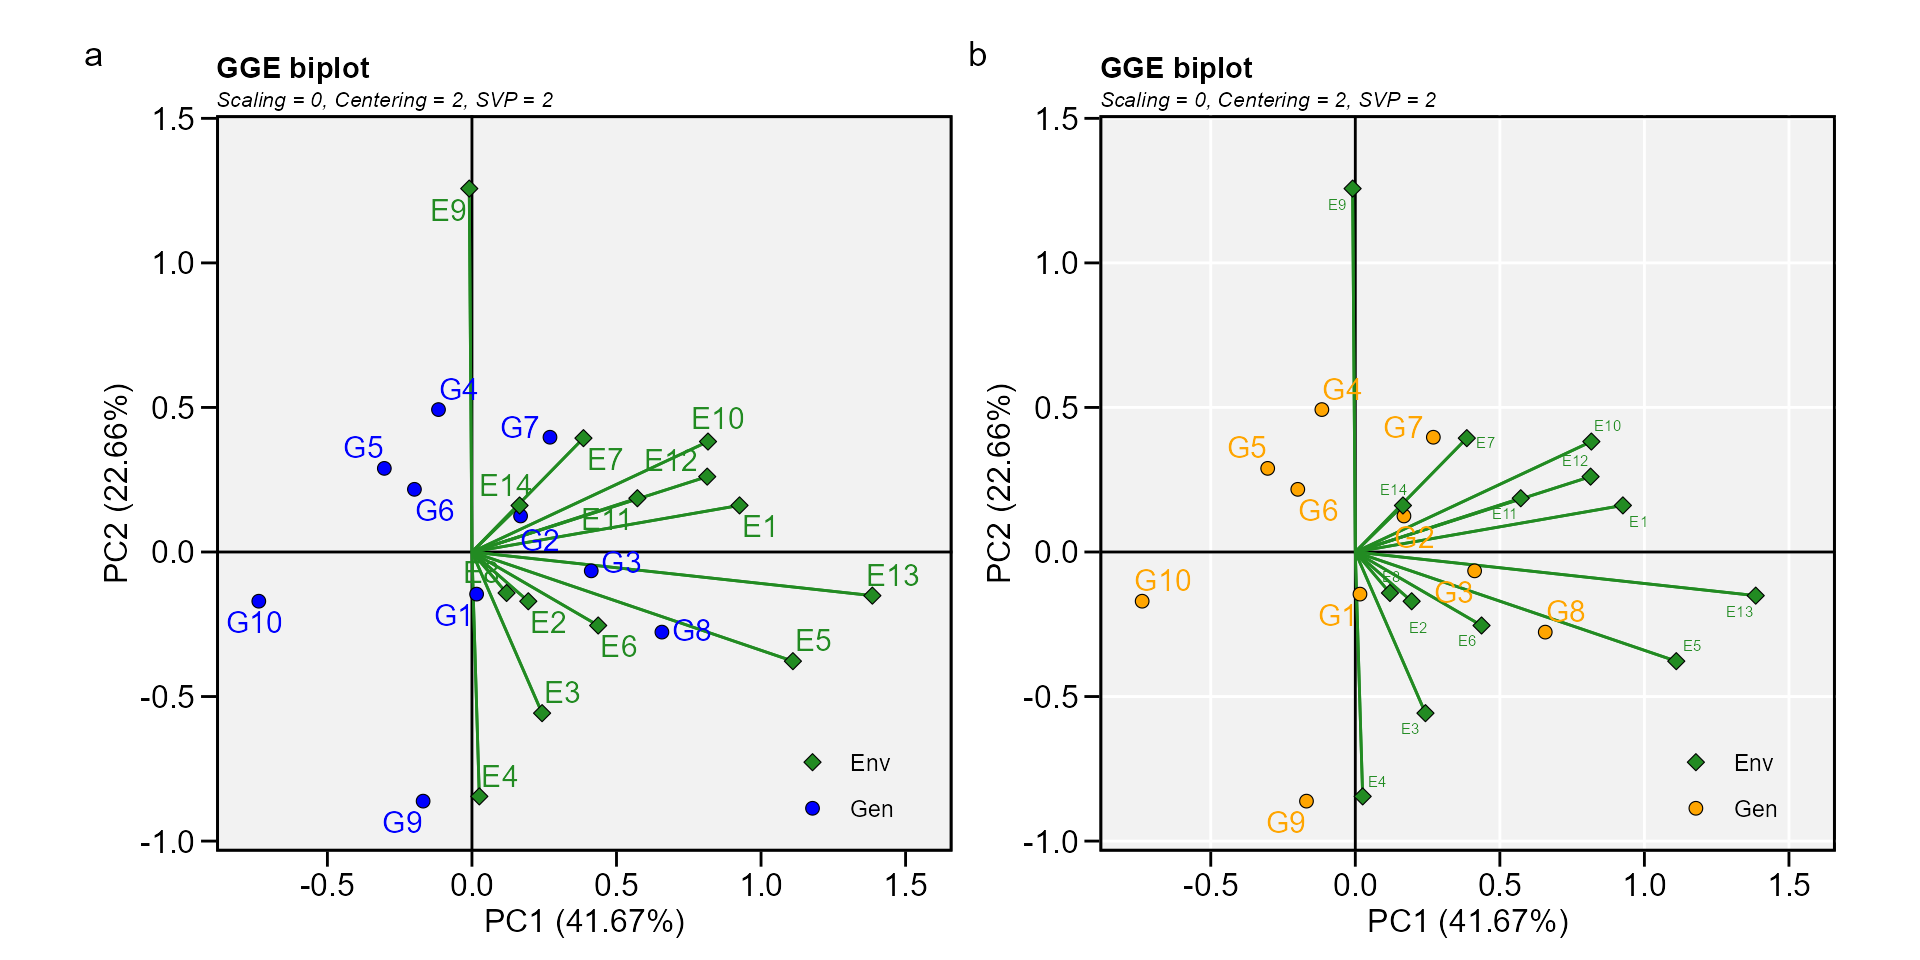 a
GGE biplot
Scaling = 0, Centering = 2, SVP = 2
1.5
1.0
0.5
0.0
-0.5
-1.0
PC2 (22.66%)
E9
G4
G7
E10
G5
E7
E12
E14
G6
E11
E1
G2
G3
E8
E13
G10
G1
E2
G8
E6
E5
E3
E4
G9
Env
Gen
-0.5
0.0
0.5
1.0
1.5
PC1 (41.67%)
b
GGE biplot
Scaling = 0, Centering = 2, SVP = 2
1.5
1.0
0.5
0.0
-0.5
-1.0
PC2 (22.66%)
E9
G4
G7
E10
G5
E7
E12
E14
G6
E11
E1
G2
E8
G10
G3
E13
G1
G8
E2
E6
E5
E3
E4
G9
Env
Gen
-0.5
0.0
0.5
1.0
1.5
PC1 (41.67%)